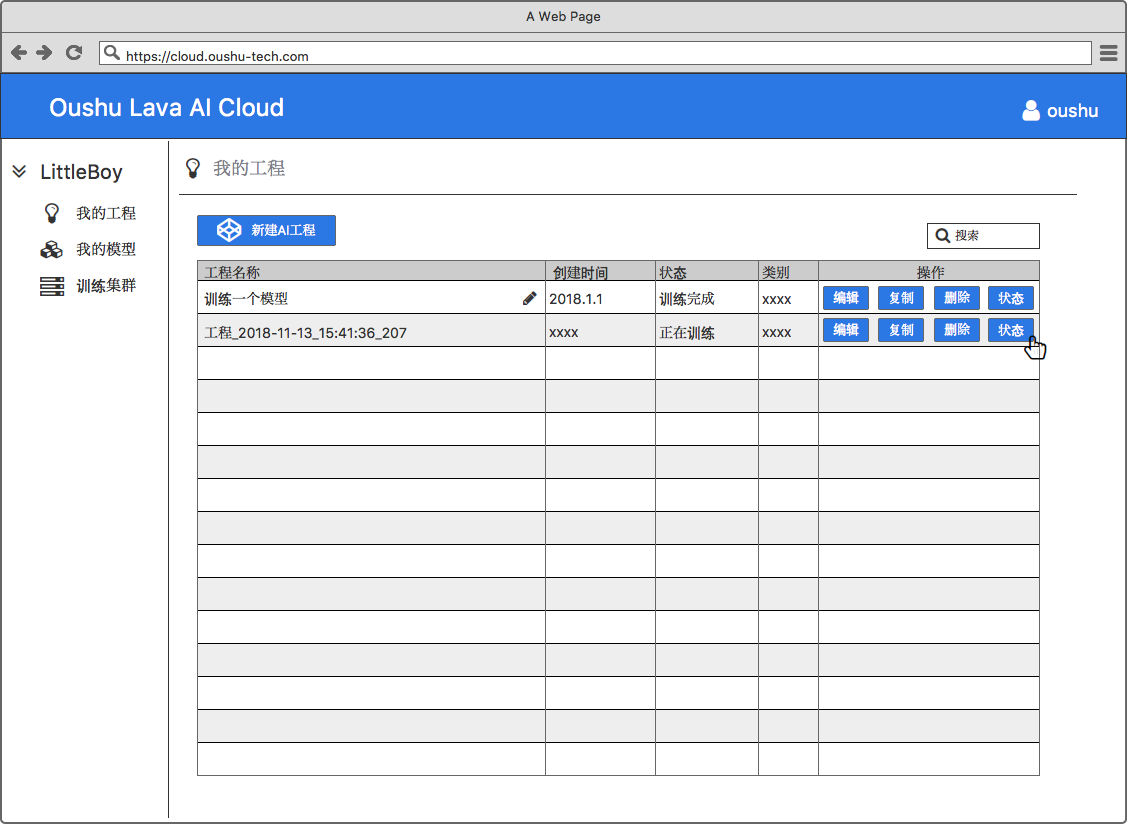 A Web Page
https://cloud.oushu-tech.com
Oushu Lava AI Cloud
oushu
LittleBoy
我的工程
我的模型
训练集群
我的工程
新建AI工程
搜索
工程名称 创建时间 状态 类别 操作
训练一个模型 2018.1.1 训练完成 xxxx 编辑 复制 删除 状态
工程_2018-11-13_15:41:36_207 xxxx 正在训练 xxxx 编辑 复制 删除 状态